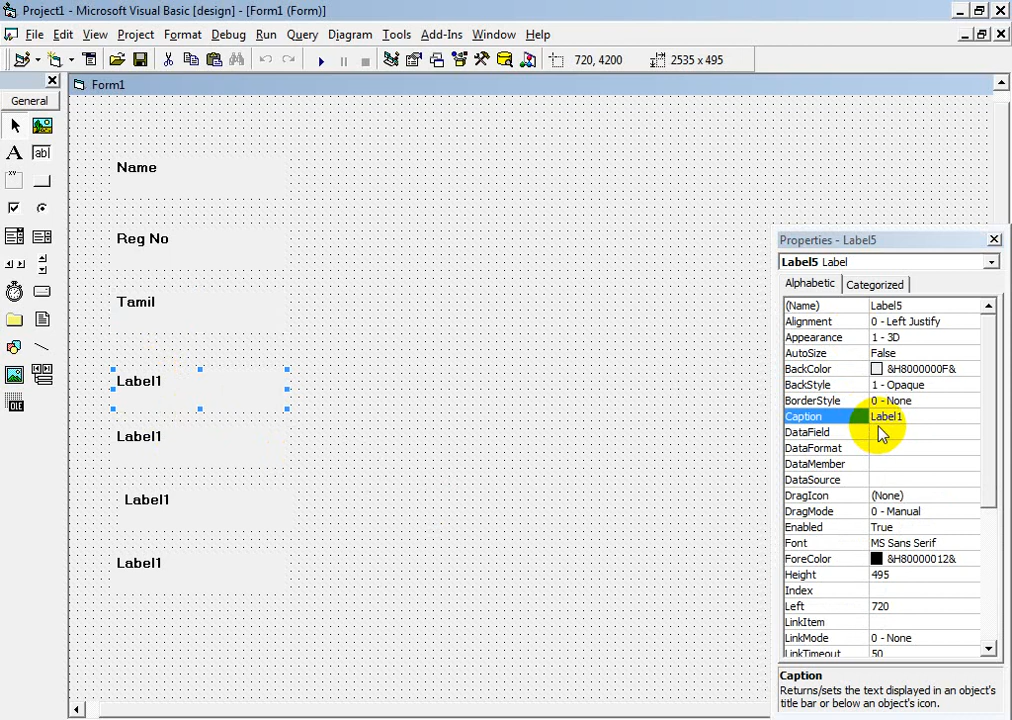 Project1 - Microsoft Visual Basic [design] - [Form1 (Form)]
File Edit View Project Format Debug Run Query Diagram Tools Add-Ins Window Help
720, 4200 2535 x 495
General
Form1
A ab|
XY
OLE
Name
Reg No
Tamil
Label1
Label1
Label1
Label1
Properties - Label5
Label5 Label
Alphabetic Categorized
(Name) Label5
Alignment 0 - Left Justify
Appearance 1 - 3D
AutoSize False
BackColor &H8000000F&
BackStyle 1 - Opaque
BorderStyle 0 - None
Caption Label1
DataField
DataFormat
DataMember
DataSource
DragIcon (None)
DragMode 0 - Manual
Enabled True
Font MS Sans Serif
ForeColor &H80000012&
Height 495
Index
Left 720
LinkItem
LinkMode 0 - None
LinkTimeout 50
Caption
Returns/sets the text displayed in an object's
title bar or below an object's icon.